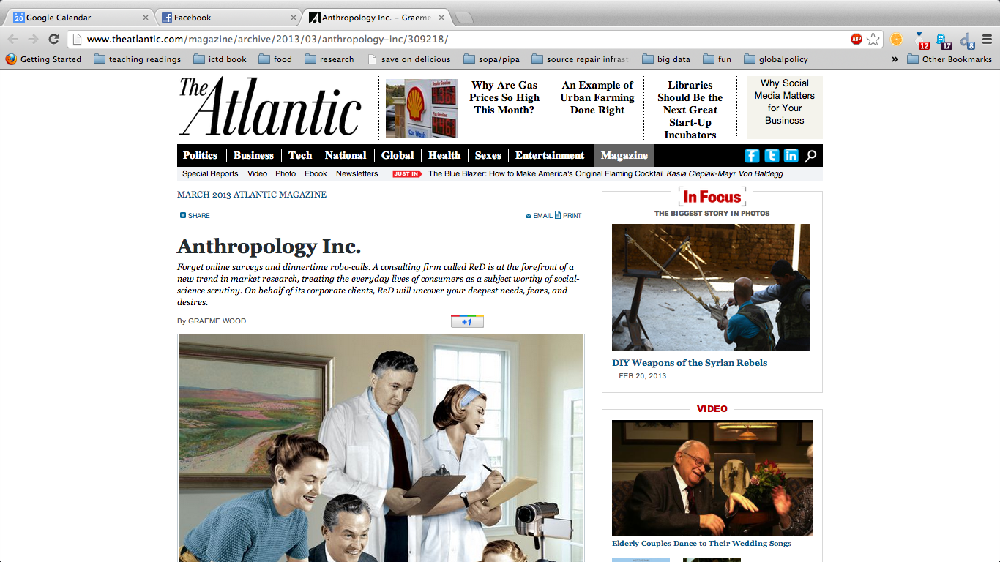 20 Google Calendar
Facebook
A Anthropology Inc. – Graeme
www.theatlantic.com/magazine/archive/2013/03/anthropology-inc/309218/
ABP
12
17
8
Getting Started
teaching readings
ictd book
food
research
save on delicious
sopa/pipa
source repair infrast
big data
fun
globalpolicy
»
Other Bookmarks
The Atlantic
Why Are Gas
Prices So High
This Month?
An Example of
Urban Farming
Done Right
Libraries
Should Be the
Next Great
Start-Up
Incubators
Why Social
Media Matters
for Your
Business
Car Wash
Politics
Business
Tech
National
Global
Health
Sexes
Entertainment
Magazine
Special Reports
Video
Photo
Ebook
Newsletters
JUST IN
The Blue Blazer: How to Make America's Original Flaming Cocktail Kasia Cieplak-Mayr Von Baldegg
MARCH 2013 ATLANTIC MAGAZINE
SHARE
EMAIL
PRINT
Anthropology Inc.
Forget online surveys and dinnertime robo-calls. A consulting firm called ReD is at the forefront of a
new trend in market research, treating the everyday lives of consumers as a subject worthy of social-
science scrutiny. On behalf of its corporate clients, ReD will uncover your deepest needs, fears, and
desires.
By GRAEME WOOD
+1
In Focus
THE BIGGEST STORY IN PHOTOS
DIY Weapons of the Syrian Rebels
| FEB 20, 2013
VIDEO
Elderly Couples Dance to Their Wedding Songs